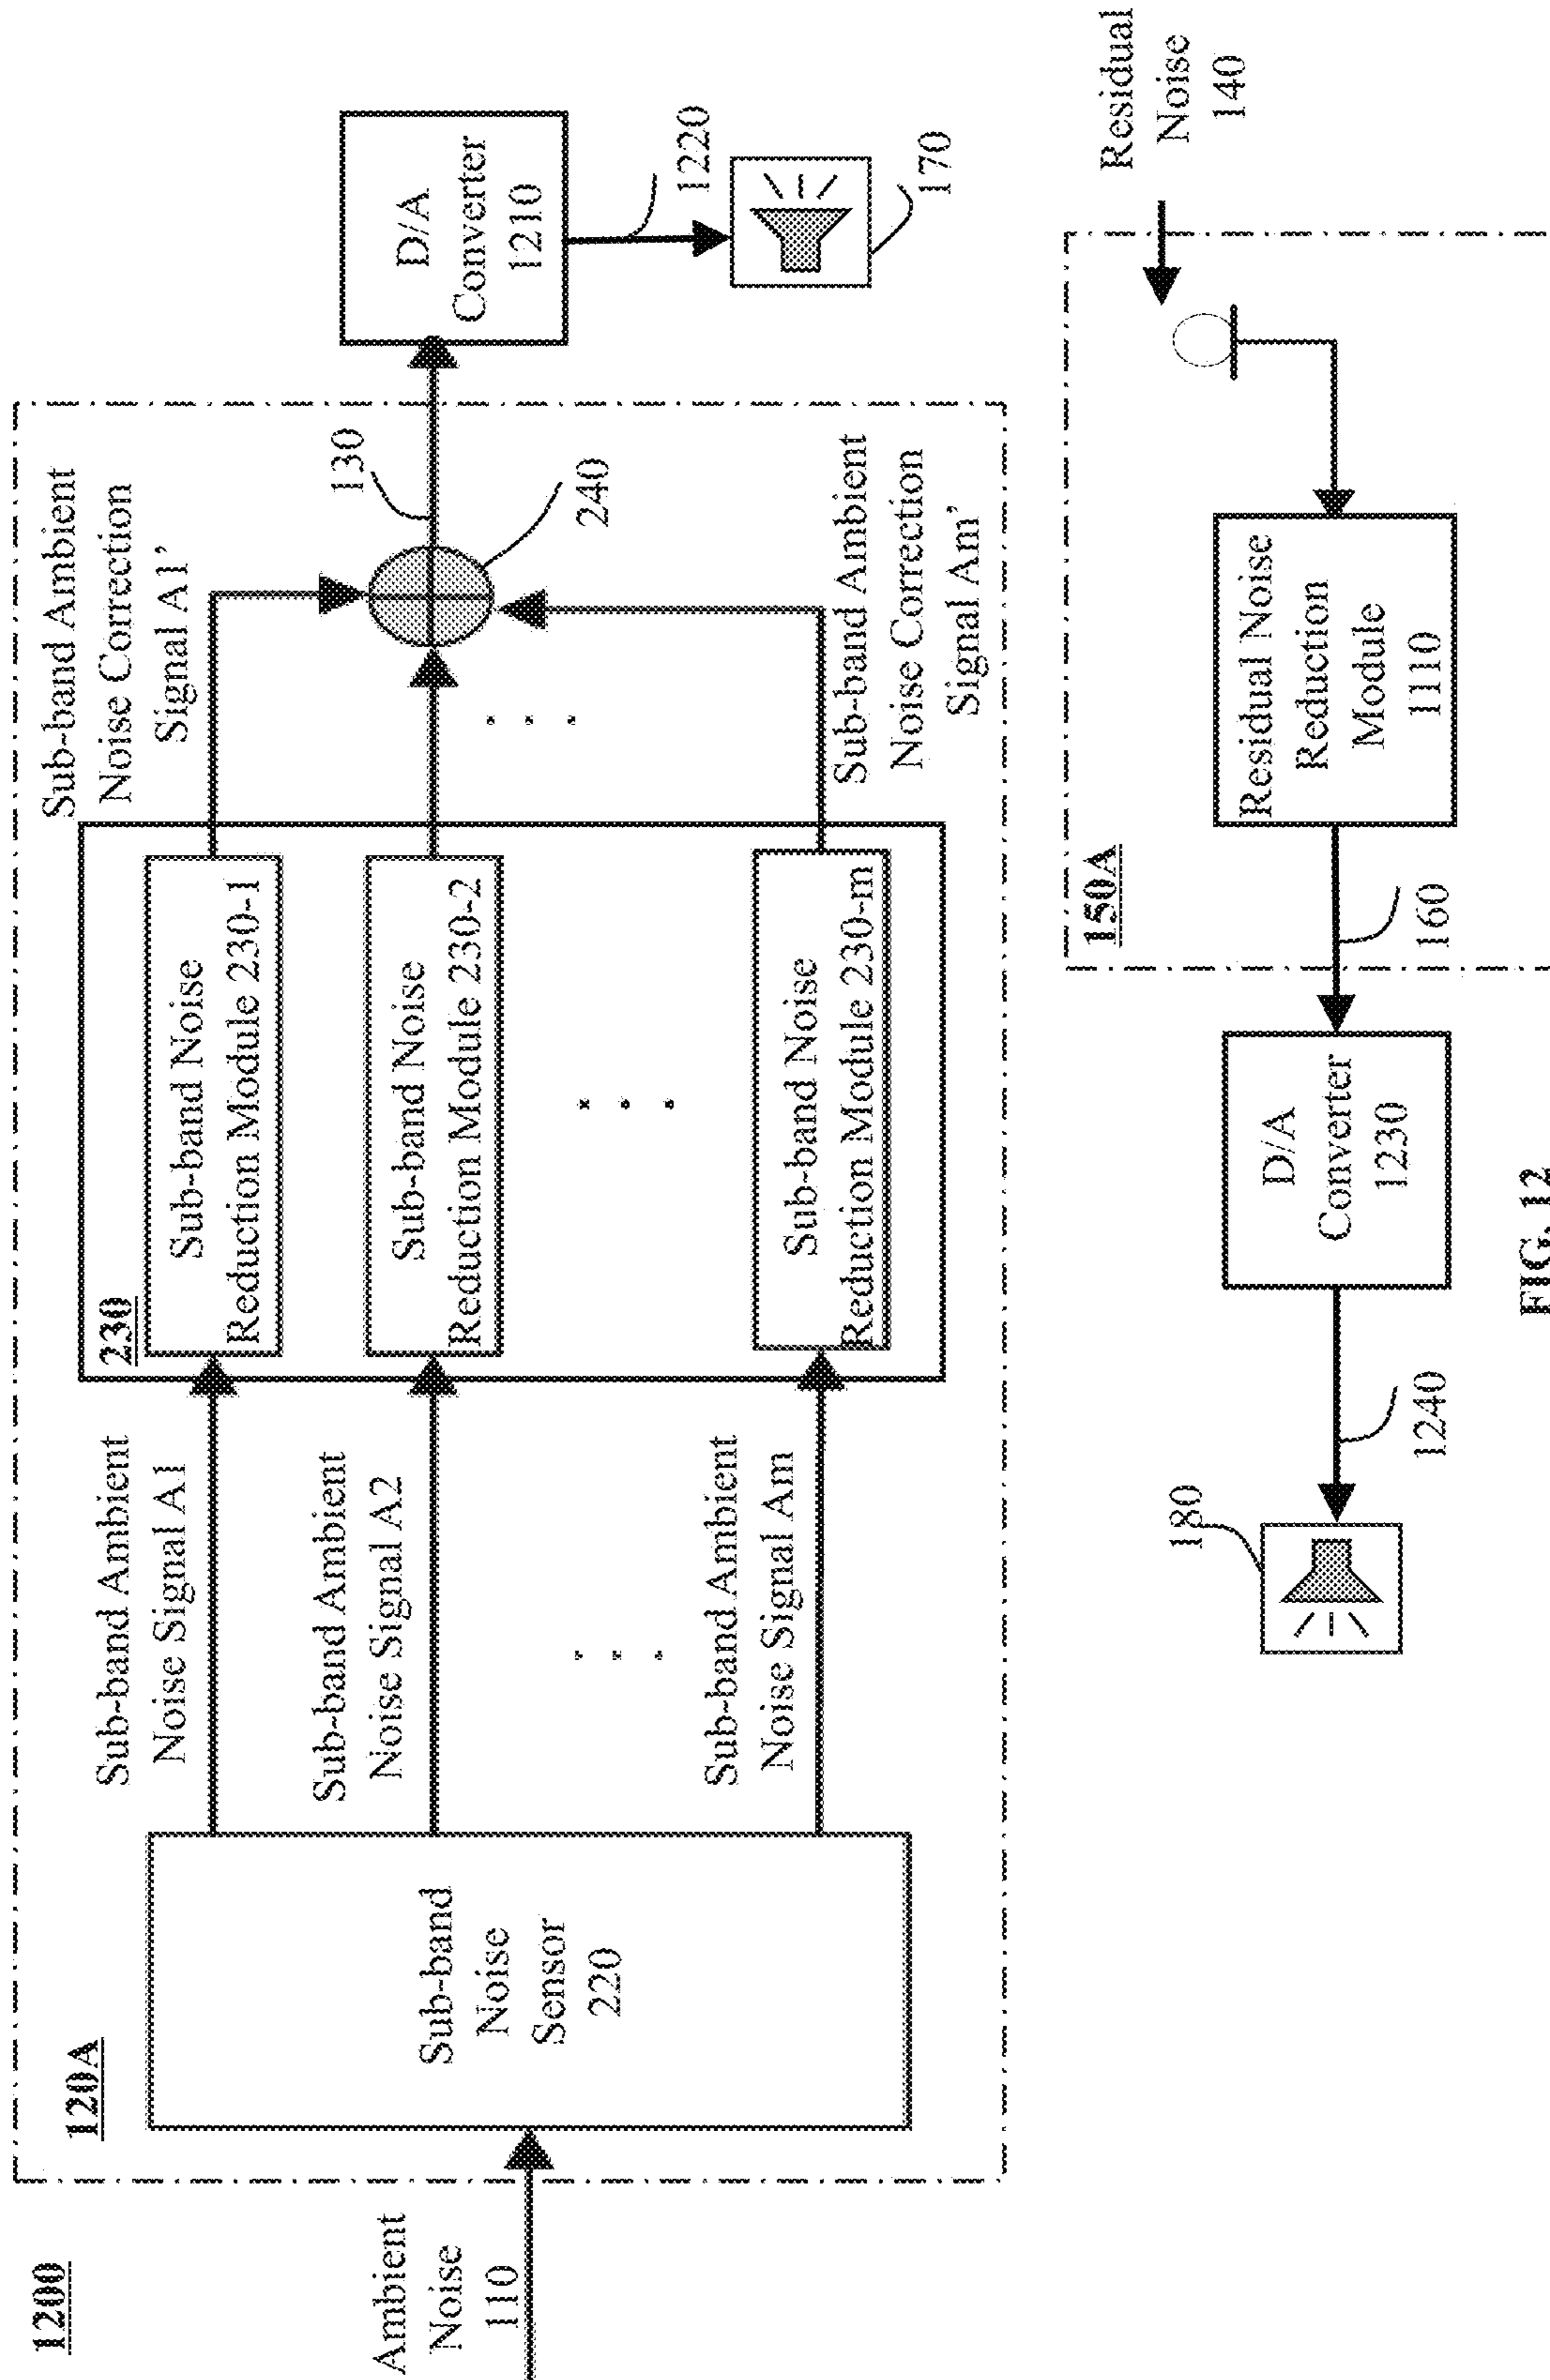 1200
120A
Ambient
Noise
110
Sub-band
Noise
Sensor
220
Sub-band Ambient
Noise Signal A1
Sub-band Ambient
Noise Signal A2
. . .
Sub-band Ambient
Noise Signal Am
230
Sub-band Noise
Reduction Module 230-1
Sub-band Noise
Reduction Module 230-2
. . .
Sub-band Noise
Reduction Module 230-m
Sub-band Ambient
Noise Correction
Signal A1’
. . .
Sub-band Ambient
Noise Correction
Signal Am’
130
240
D/A
Converter
1210
1220
170
180
1240
D/A
Converter
1230
160
150A
Residual Noise
Reduction
Module
1110
Residual
Noise
140
FIG. 12